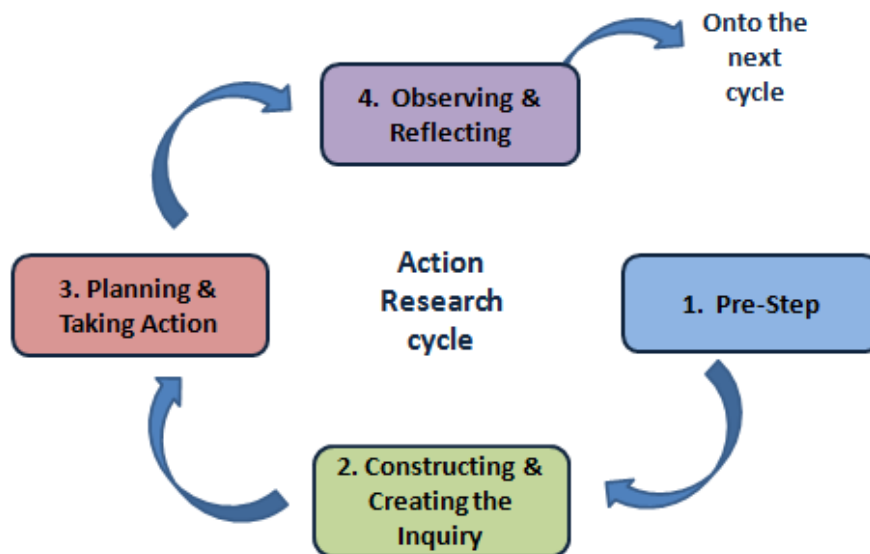 Onto the
next
cycle
4. Observing &
Reflecting
3. Planning &
Taking Action
Action
Research
cycle
1. Pre-Step
2. Constructing &
Creating the
Inquiry